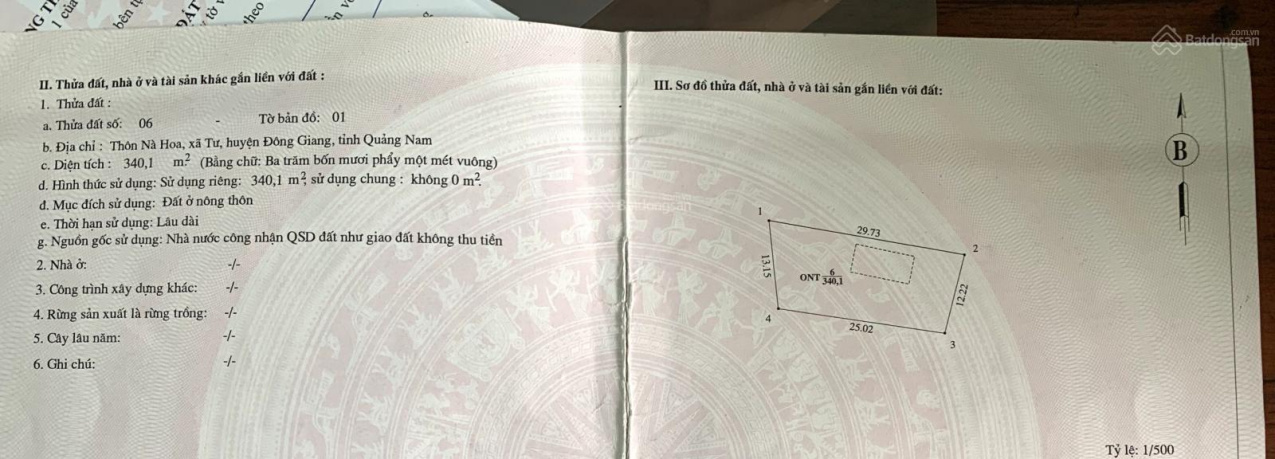 1 của
bên
ĐẤT
tờ
theo
Batdongsan
.com.vn
II. Thửa đất, nhà ở và tài sản khác gắn liền với đất :
1. Thửa đất :
a. Thửa đất số: 06 - Tờ bản đồ: 01
b. Địa chỉ : Thôn Nà Hoa, xã Tư, huyện Đông Giang, tỉnh Quảng Nam
c. Diện tích : 340,1 m². (Bằng chữ: Ba trăm bốn mươi phẩy một mét vuông)
d. Hình thức sử dụng: Sử dụng riêng: 340,1 m²; sử dụng chung : không 0 m².
đ. Mục đích sử dụng: Đất ở nông thôn
e. Thời hạn sử dụng: Lâu dài
g. Nguồn gốc sử dụng: Nhà nước công nhận QSD đất như giao đất không thu tiền
2. Nhà ở: -/-
3. Công trình xây dựng khác: -/-
4. Rừng sản xuất là rừng trồng: -/-
5. Cây lâu năm: -/-
6. Ghi chú: -/-
III. Sơ đồ thửa đất, nhà ở và tài sản gắn liền với đất:
B
1
29.73
2
13.15
ONT 6/340,1
12.22
4
25.02
3
Tỷ lệ: 1/500